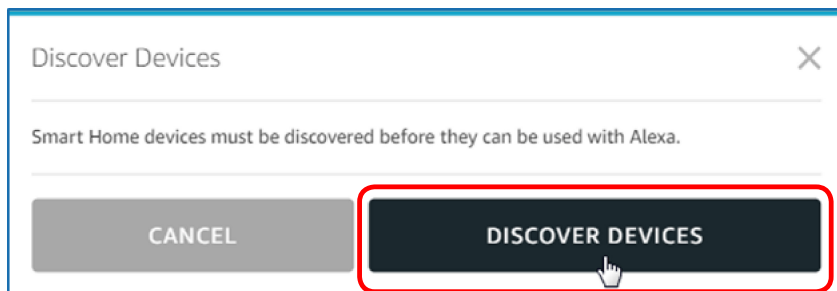 Discover Devices
Smart Home devices must be discovered before they can be used with Alexa.
CANCEL
DISCOVER DEVICES